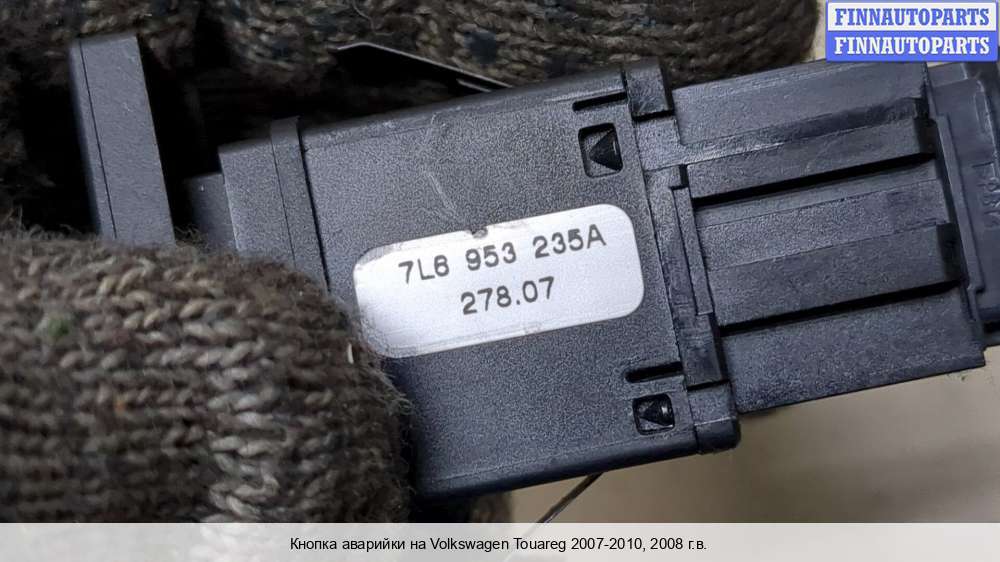 FINNAUTOPARTS
FINNAUTOPARTS
7L6 953 235A
278.07
Кнопка аварийки на Volkswagen Touareg 2007-2010, 2008 г.в.